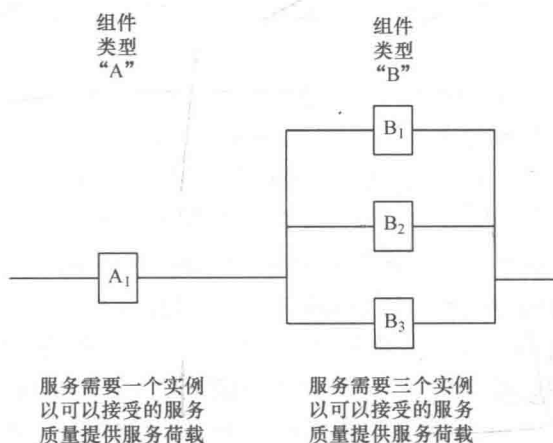 组件
类型
“A”
组件
类型
“B”
B1
B2
A1
B3
服务需要一个实例
以可以接受的服务
质量提供服务荷载
服务需要三个实例
以可以接受的服务
质量提供服务荷载